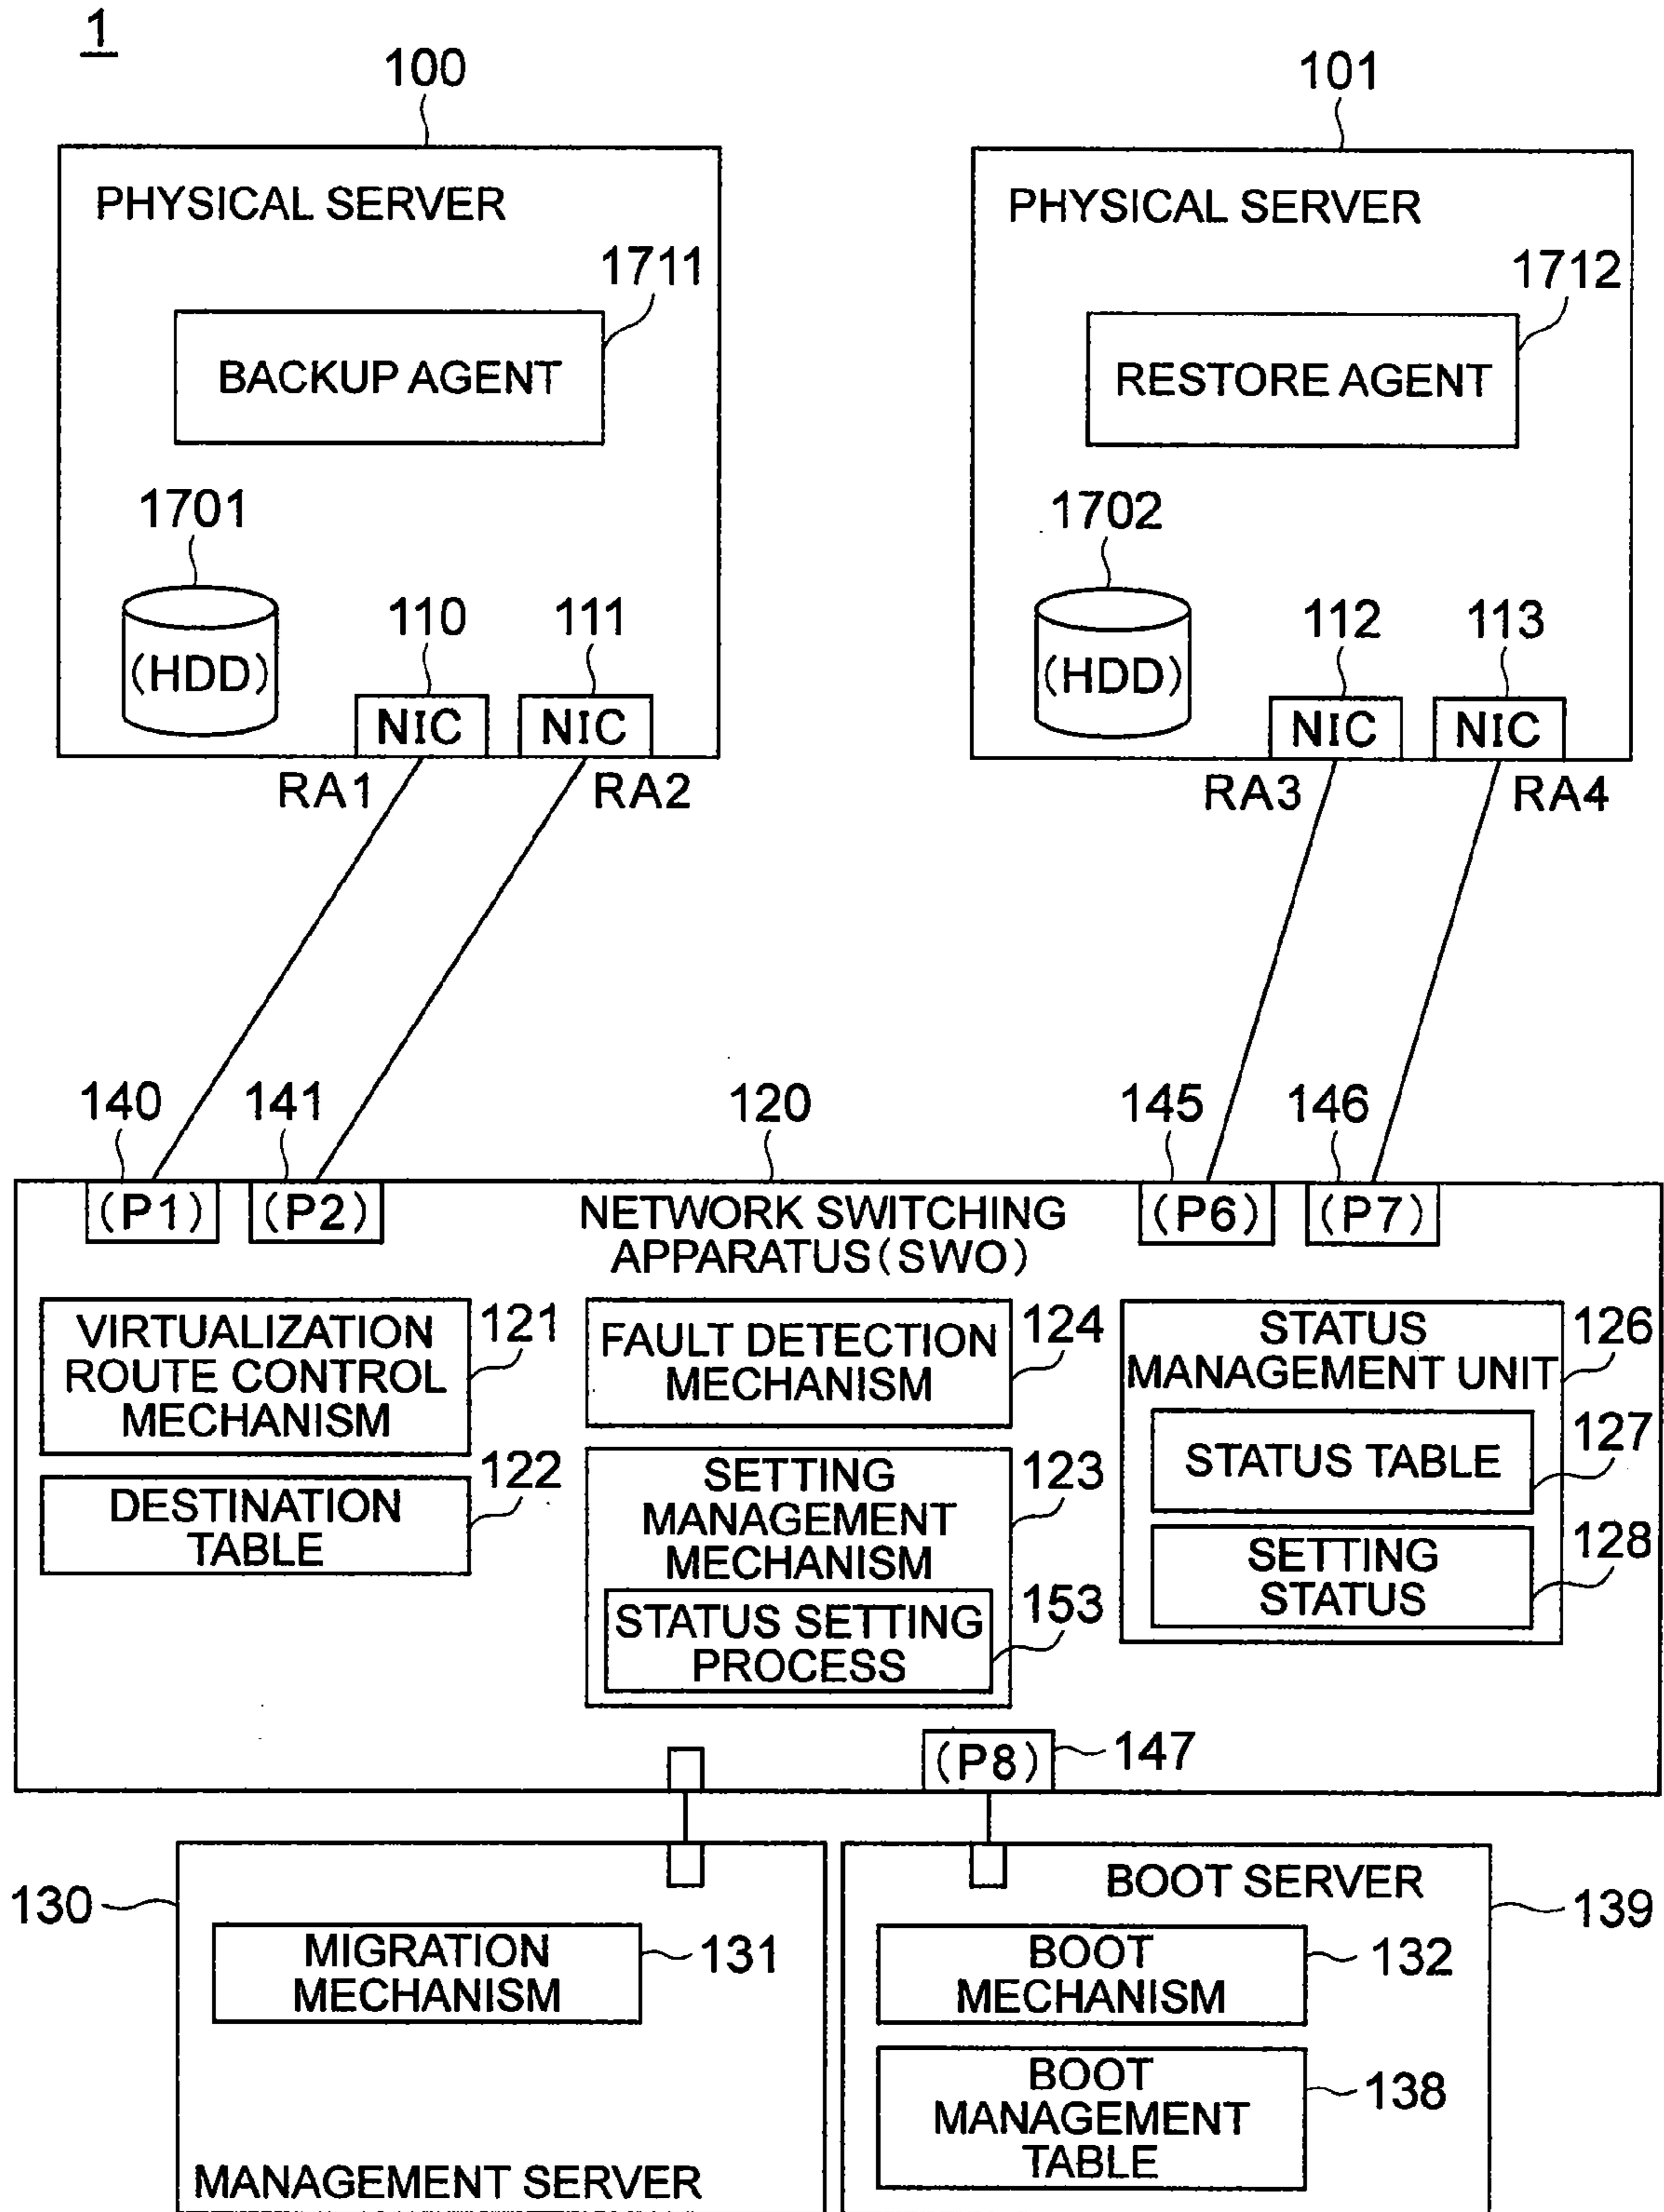 1
100
101
PHYSICAL SERVER
PHYSICAL SERVER
1711
1712
BACKUP AGENT
RESTORE AGENT
1701
1702
110
111
112
113
(HDD)
(HDD)
NIC
NIC
NIC
NIC
RA1
RA2
RA3
RA4
140
141
120
145
146
(P1)
(P2)
(P6)
(P7)
NETWORK SWITCHING
APPARATUS(SWO)
VIRTUALIZATION
ROUTE CONTROL
MECHANISM
121
DESTINATION
TABLE
122
FAULT DETECTION
MECHANISM
124
SETTING
MANAGEMENT
MECHANISM
123
STATUS SETTING
PROCESS
153
STATUS
MANAGEMENT UNIT
126
STATUS TABLE
127
SETTING
STATUS
128
(P8)
147
130
MIGRATION
MECHANISM
131
MANAGEMENT SERVER
BOOT SERVER
139
BOOT
MECHANISM
132
BOOT
MANAGEMENT
TABLE
138